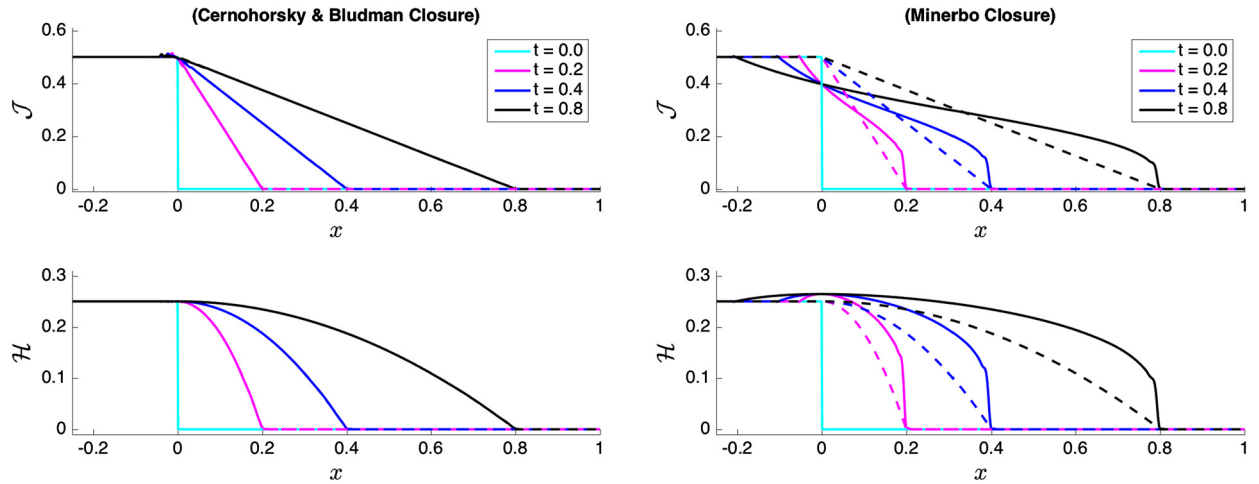 (Cernohorsky & Bludman Closure)
0.6
0.4
0.2
0
𝒥
t = 0.0
t = 0.2
t = 0.4
t = 0.8
-0.2 0 0.2 0.4 0.6 0.8 1
x
(Minerbo Closure)
0.6
0.4
0.2
0
𝒥
t = 0.0
t = 0.2
t = 0.4
t = 0.8
-0.2 0 0.2 0.4 0.6 0.8 1
x
0.3
0.2
0.1
0
ℋ
-0.2 0 0.2 0.4 0.6 0.8 1
x
0.3
0.2
0.1
0
ℋ
-0.2 0 0.2 0.4 0.6 0.8 1
x